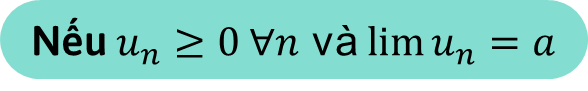 Nếu uₙ ≥ 0 ∀n và lim uₙ = a